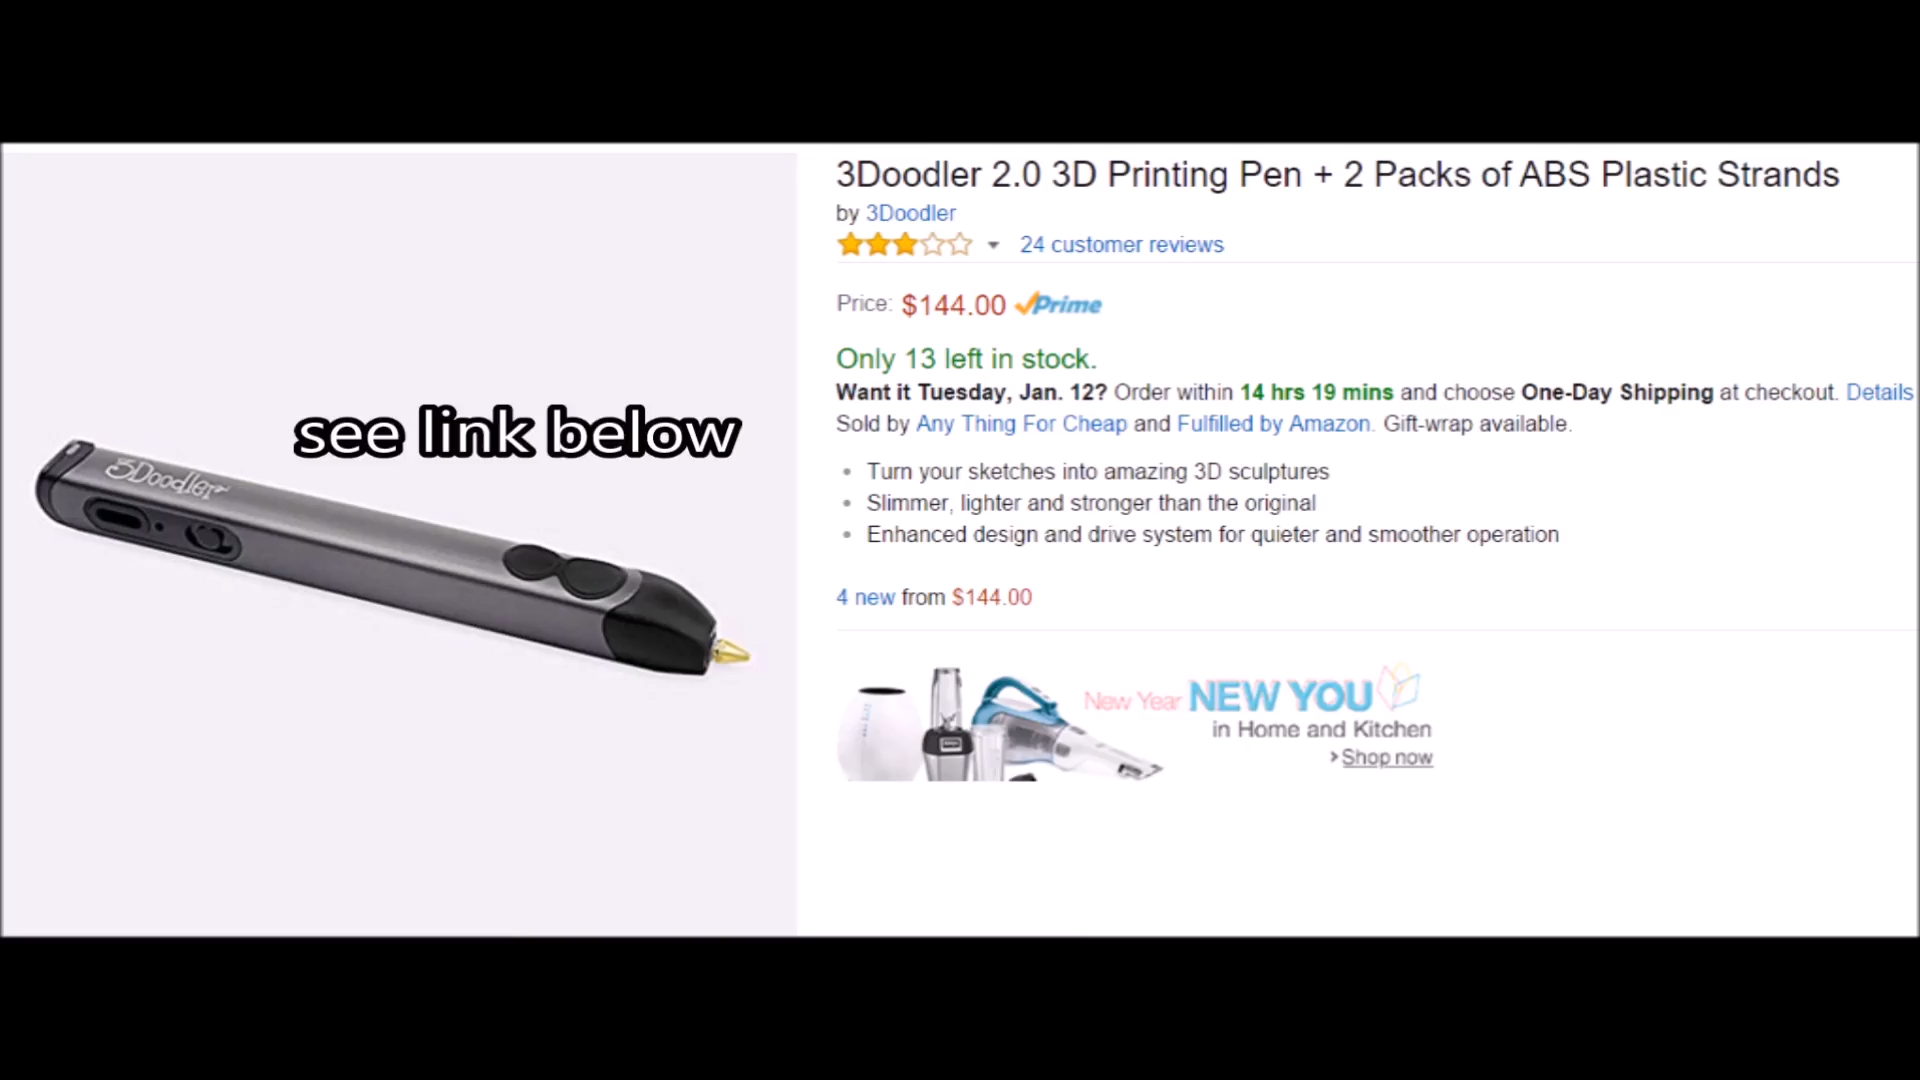 3Doodler 2.0 3D Printing Pen + 2 Packs of ABS Plastic Strands
by 3Doodler
24 customer reviews
Price: $144.00 Prime
Only 13 left in stock.
Want it Tuesday, Jan. 12? Order within 14 hrs 19 mins and choose One-Day Shipping at checkout. Details
Sold by Any Thing For Cheap and Fulfilled by Amazon. Gift-wrap available.
• Turn your sketches into amazing 3D sculptures
• Slimmer, lighter and stronger than the original
• Enhanced design and drive system for quieter and smoother operation
4 new from $144.00
New Year NEW YOU
in Home and Kitchen
›Shop now
see link below
3Doodler